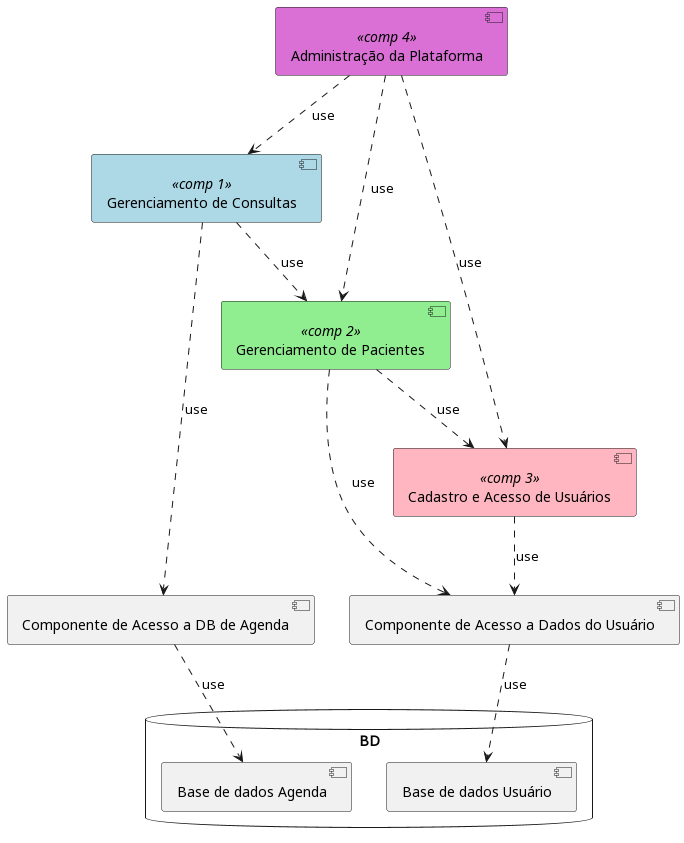 «comp 4»
Administração da Plataforma
use
«comp 1»
Gerenciamento de Consultas
use
use
use
«comp 2»
Gerenciamento de Pacientes
use
use
«comp 3»
Cadastro e Acesso de Usuários
use
use
Componente de Acesso a DB de Agenda
Componente de Acesso a Dados do Usuário
use
use
BD
Base de dados Agenda
Base de dados Usuário